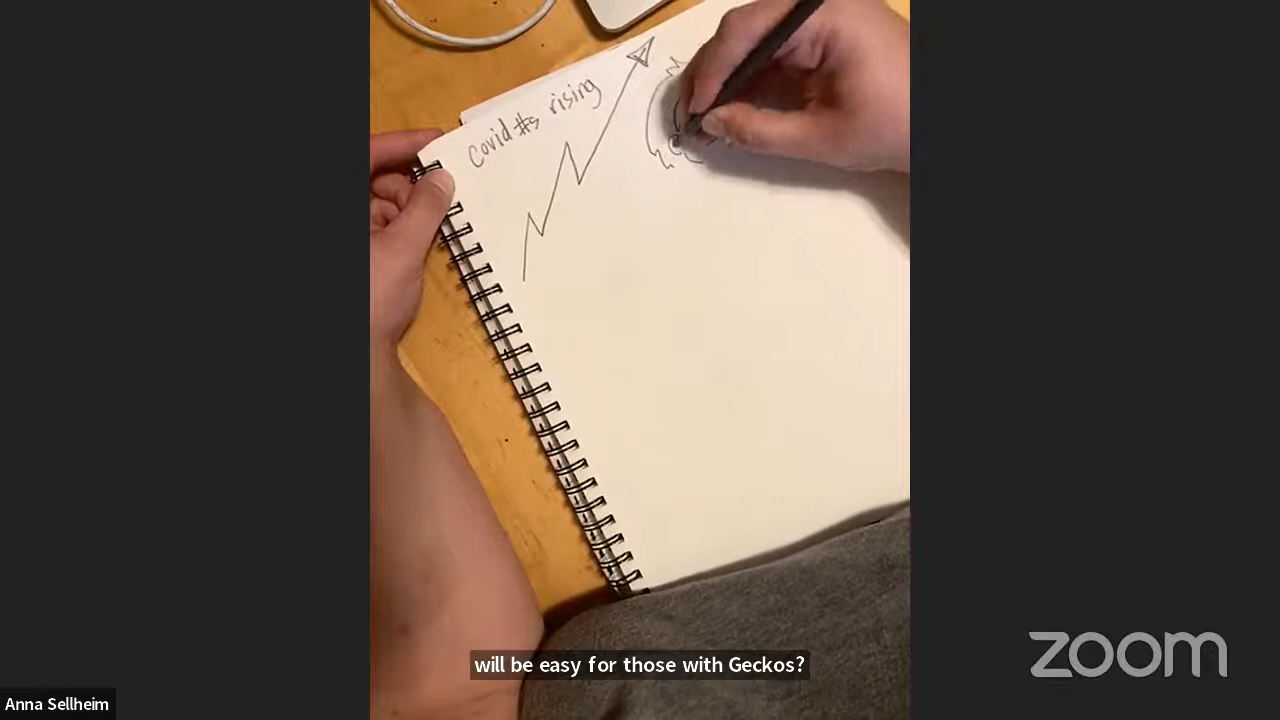 Covid #s rising
will be easy for those with Geckos?
zoom
Anna Sellheim